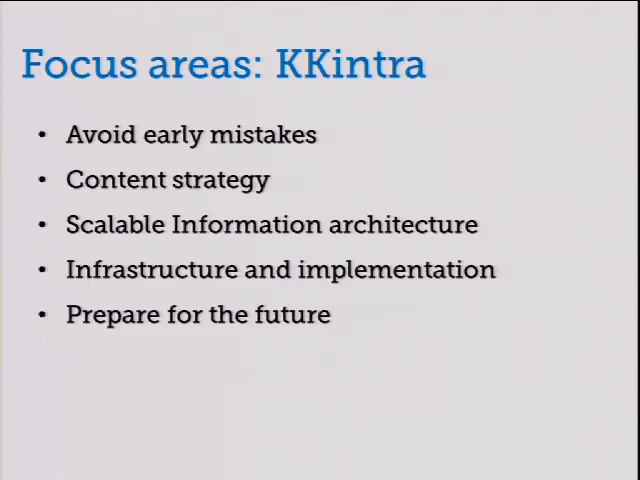 Focus areas: KKintra
• Avoid early mistakes
• Content strategy
• Scalable Information architecture
• Infrastructure and implementation
• Prepare for the future